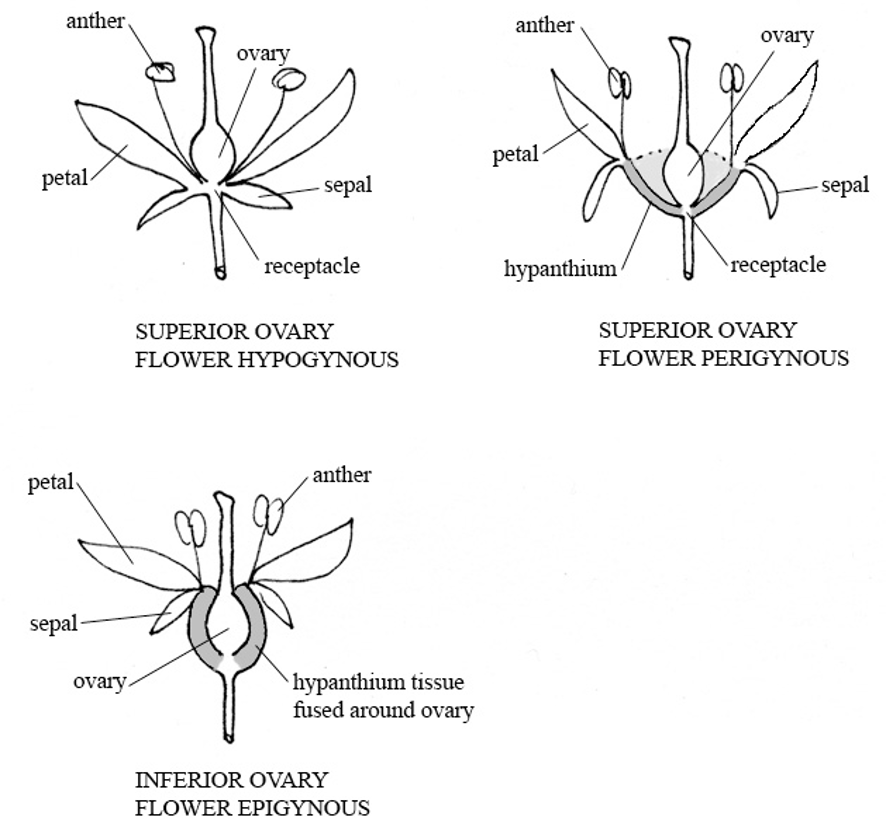 anther
ovary
petal
sepal
receptacle
SUPERIOR OVARY
FLOWER HYPOGYNOUS
anther
ovary
petal
sepal
hypanthium
receptacle
SUPERIOR OVARY
FLOWER PERIGYNOUS
petal
anther
sepal
ovary
hypanthium tissue
fused around ovary
INFERIOR OVARY
FLOWER EPIGYNOUS